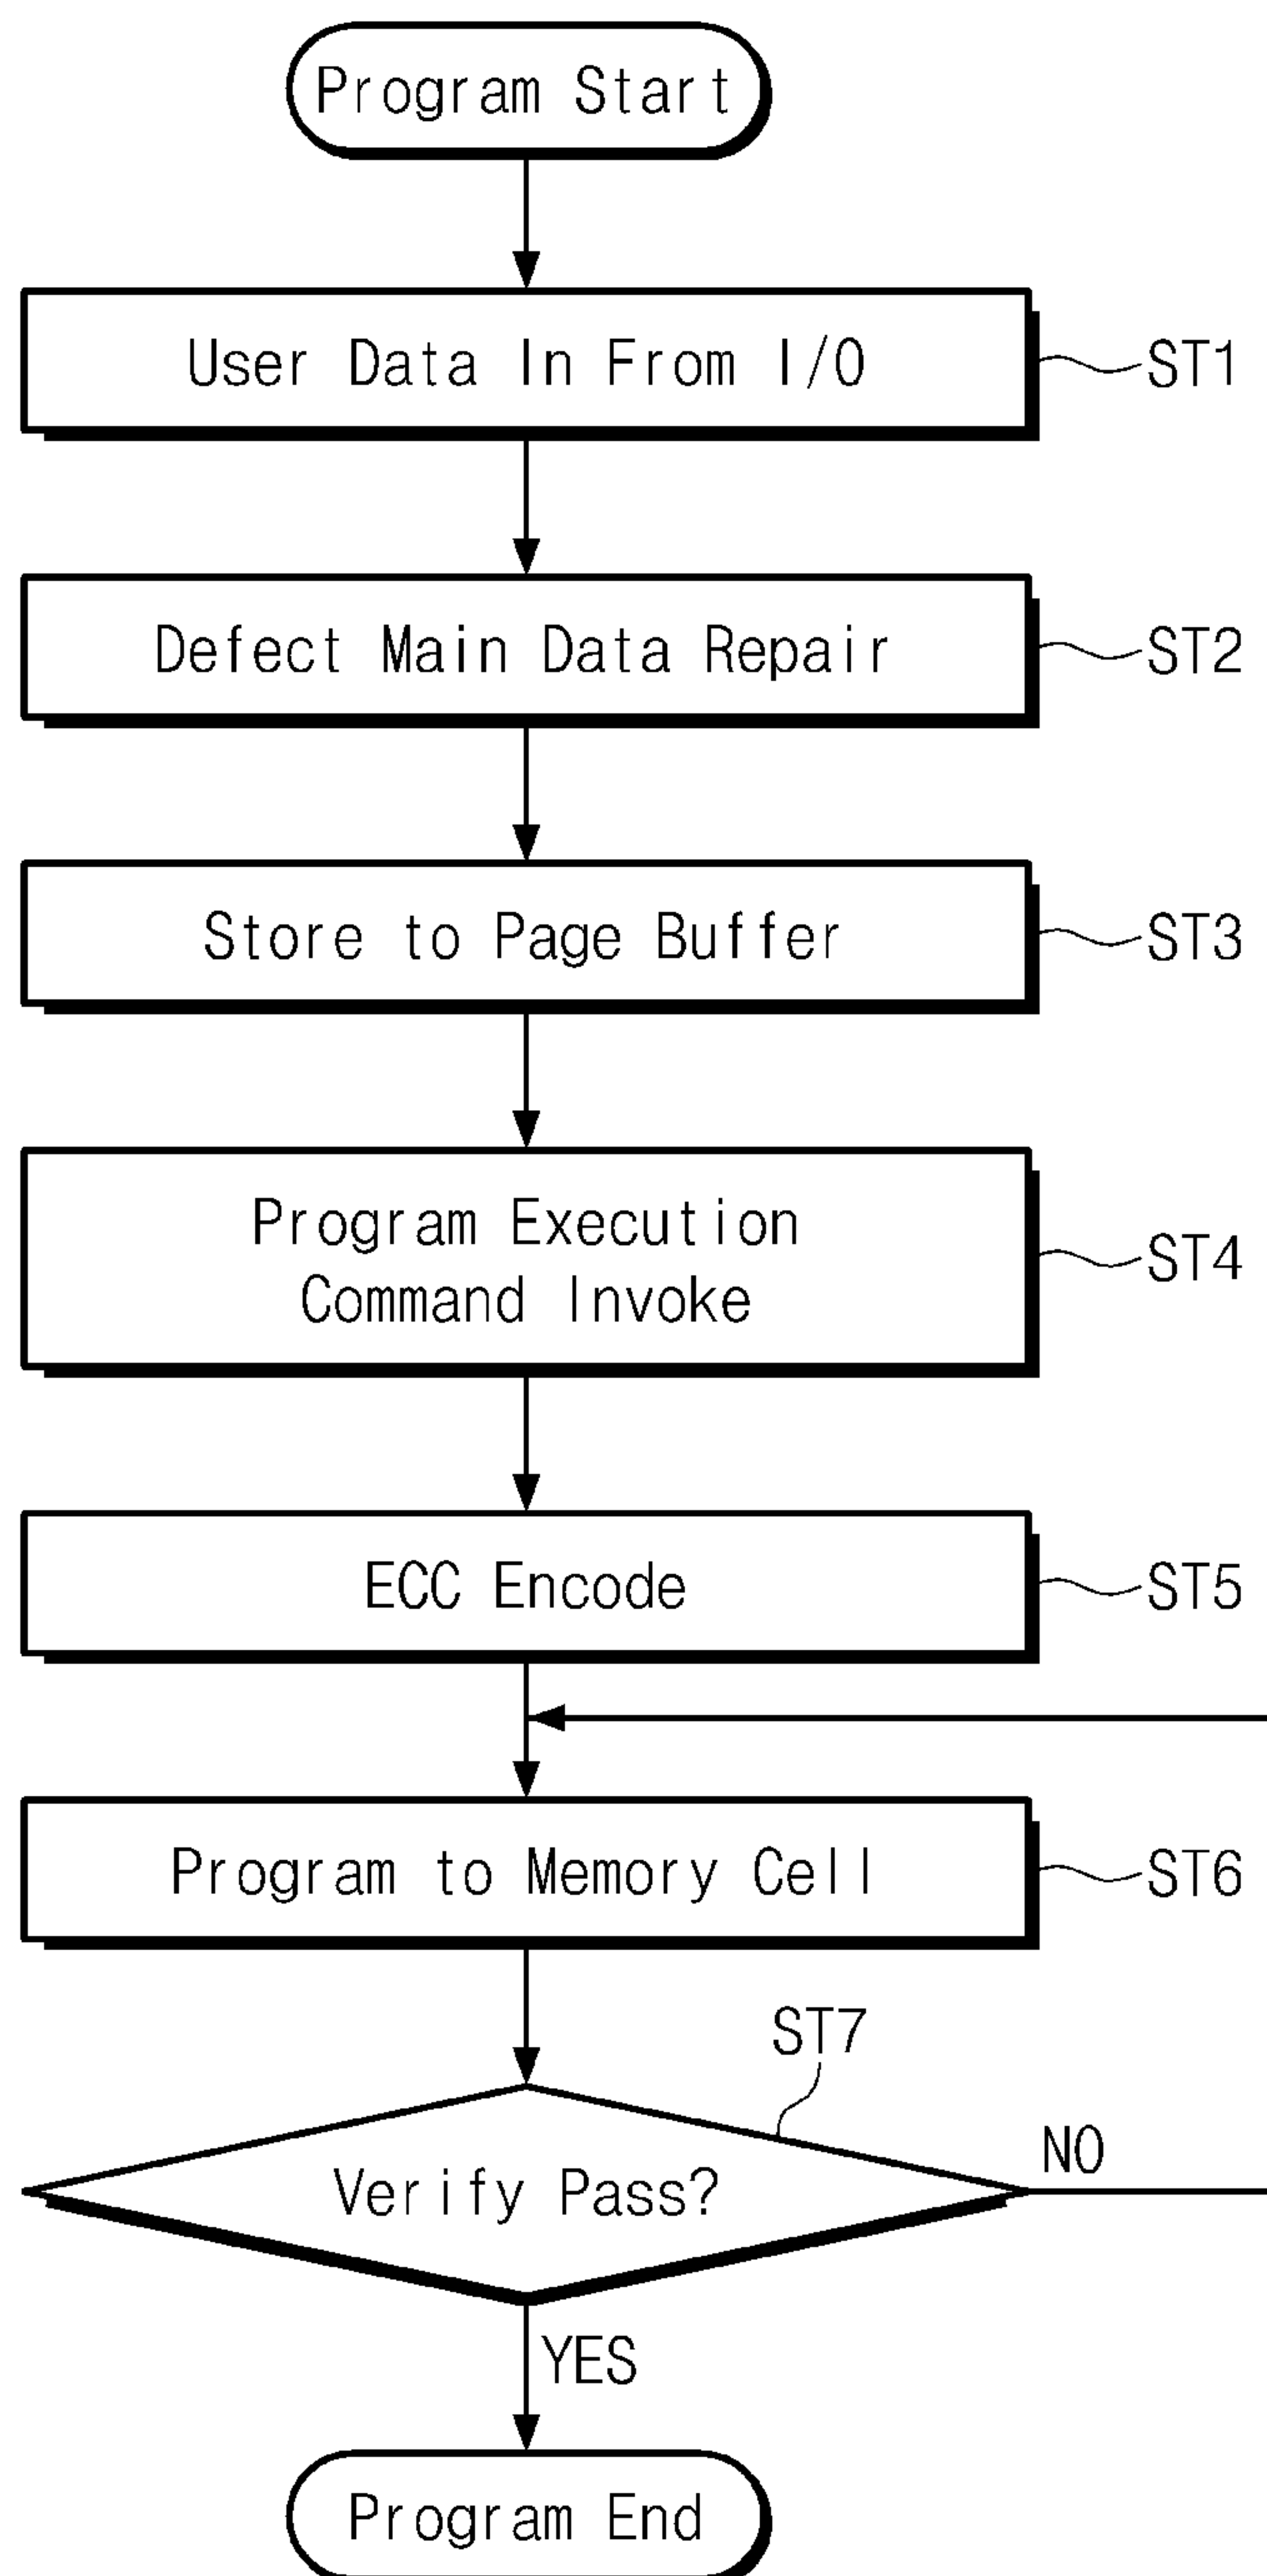 Program Start
User Data In From I/O
ST1
Defect Main Data Repair
ST2
Store to Page Buffer
ST3
Program Execution
Command Invoke
ST4
ECC Encode
ST5
Program to Memory Cell
ST6
ST7
Verify Pass?
NO
YES
Program End